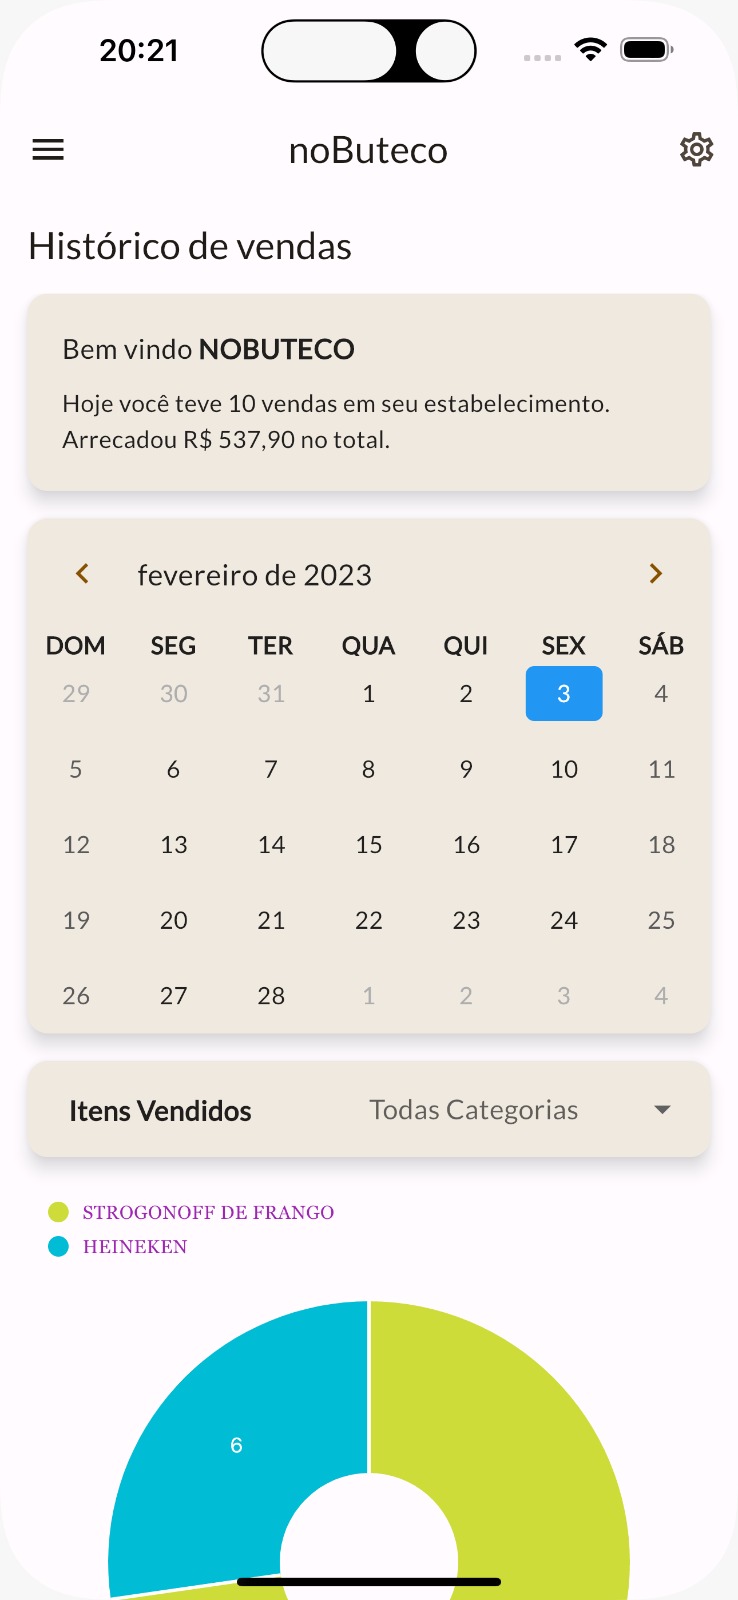 20:21
noButeco
Histórico de vendas
Bem vindo NOBUTECO
Hoje você teve 10 vendas em seu estabelecimento.
Arrecadou R$ 537,90 no total.
fevereiro de 2023
DOM SEG TER QUA QUI SEX SÁB
29 30 31 1 2 3 4
5 6 7 8 9 10 11
12 13 14 15 16 17 18
19 20 21 22 23 24 25
26 27 28 1 2 3 4
Itens Vendidos Todas Categorias
STROGONOFF DE FRANGO
HEINEKEN
6